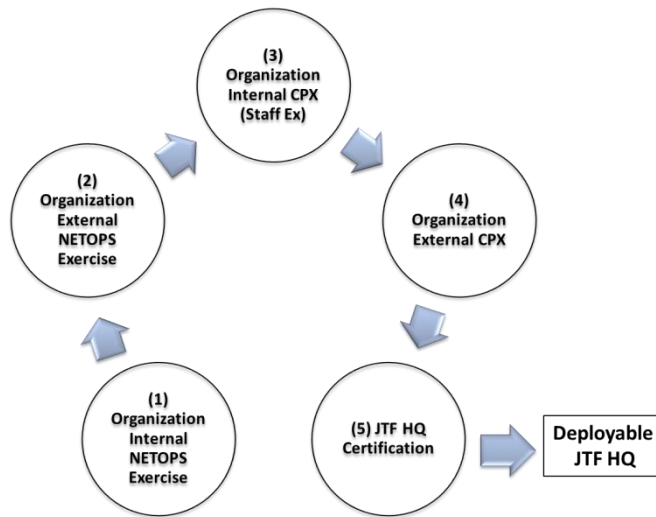 (1)
Organization
Internal
NETOPS
Exercise
(2)
Organization
External
NETOPS
Exercise
(3)
Organization
Internal CPX
(Staff Ex)
(4)
Organization
External CPX
(5) JTF HQ
Certification
Deployable
JTF HQ